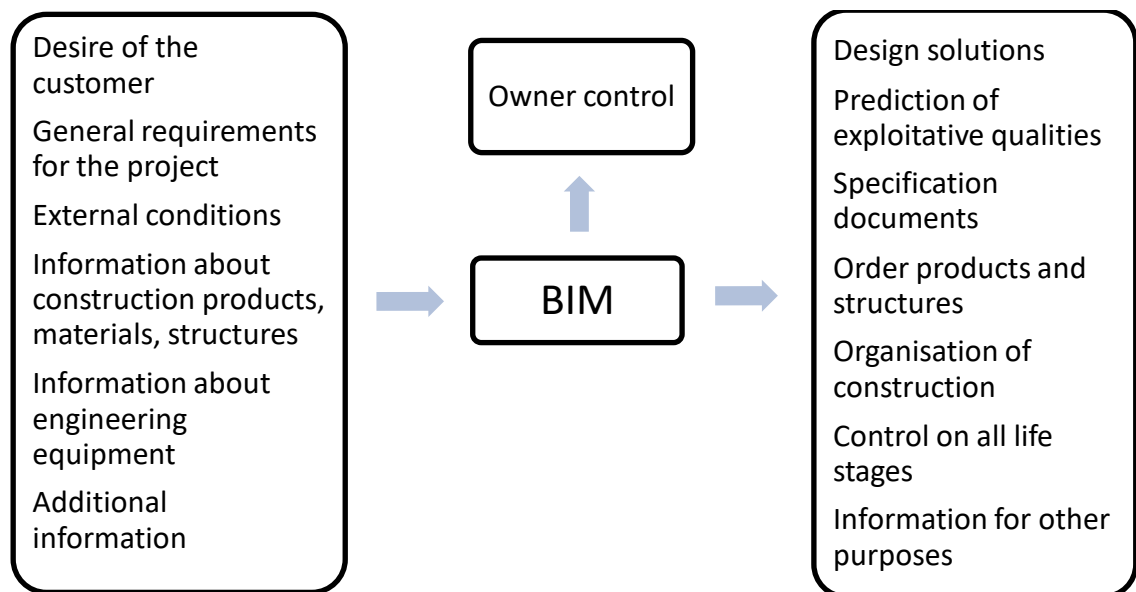 Desire of the
customer
General requirements
for the project
External conditions
Information about
construction products,
materials, structures
Information about
engineering
equipment
Additional
information
Owner control
BIM
Design solutions
Prediction of
exploitative qualities
Specification
documents
Order products and
structures
Organisation of
construction
Control on all life
stages
Information for other
purposes